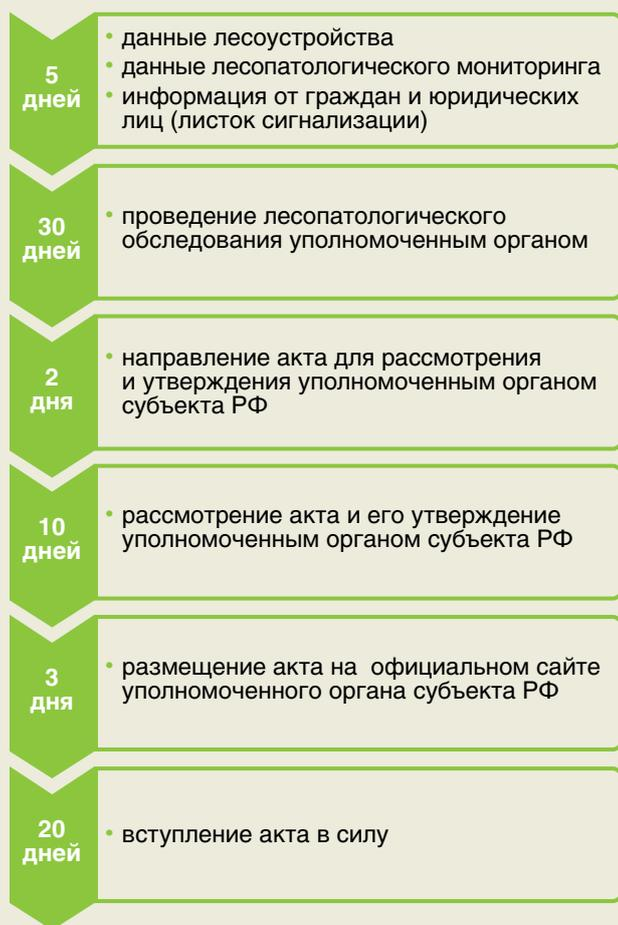 5
дней
• данные лесоустройства
• данные лесопатологического мониторинга
• информация от граждан и юридических
лиц (листок сигнализации)
30
дней
• проведение лесопатологического
обследования уполномоченным органом
2
дня
• направление акта для рассмотрения
и утверждения уполномоченным органом
субъекта РФ
10
дней
• рассмотрение акта и его утверждение
уполномоченным органом субъекта РФ
3
дня
• размещение акта на  официальном сайте
уполномоченного органа субъекта РФ
20
дней
• вступление акта в силу